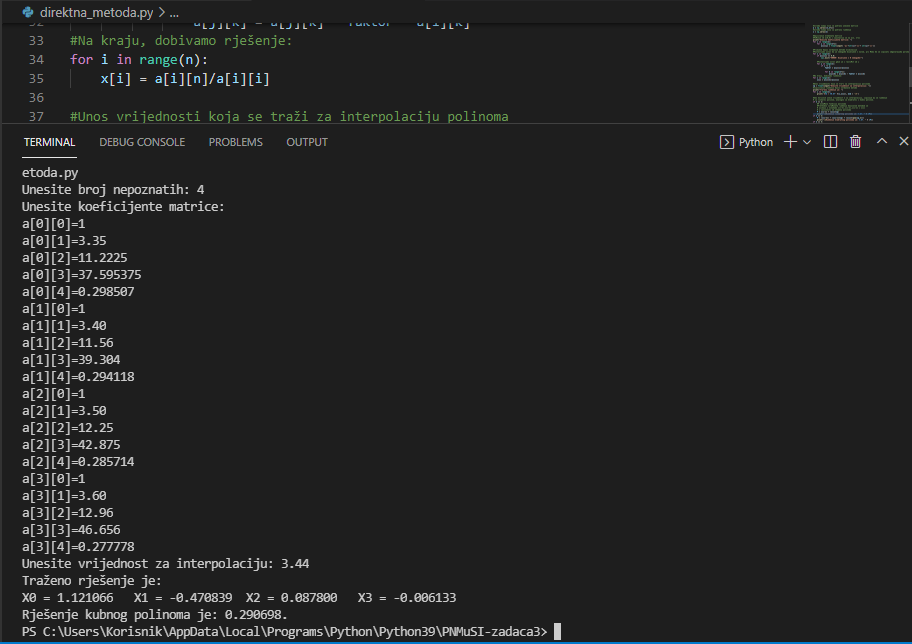 direktna_metoda.py > ...
32 a[j][k] = a[j][k] - faktor * a[i][k]
33 #Na kraju, dobivamo rješenje:
34 for i in range(n):
35 x[i] = a[i][n]/a[i][i]
36
37 #Unos vrijednosti koja se traži za interpolaciju polinoma
TERMINAL DEBUG CONSOLE PROBLEMS OUTPUT Python
etoda.py
Unesite broj nepoznatih: 4
Unesite koeficijente matrice:
a[0][0]=1
a[0][1]=3.35
a[0][2]=11.2225
a[0][3]=37.595375
a[0][4]=0.298507
a[1][0]=1
a[1][1]=3.40
a[1][2]=11.56
a[1][3]=39.304
a[1][4]=0.294118
a[2][0]=1
a[2][1]=3.50
a[2][2]=12.25
a[2][3]=42.875
a[2][4]=0.285714
a[3][0]=1
a[3][1]=3.60
a[3][2]=12.96
a[3][3]=46.656
a[3][4]=0.277778
Unesite vrijednost za interpolaciju: 3.44
Traženo rješenje je:
X0 = 1.121066 X1 = -0.470839 X2 = 0.087800 X3 = -0.006133
Rješenje kubnog polinoma je: 0.290698.
PS C:\Users\Korisnik\AppData\Local\Programs\Python\Python39\PNMuSI-zadaca3>